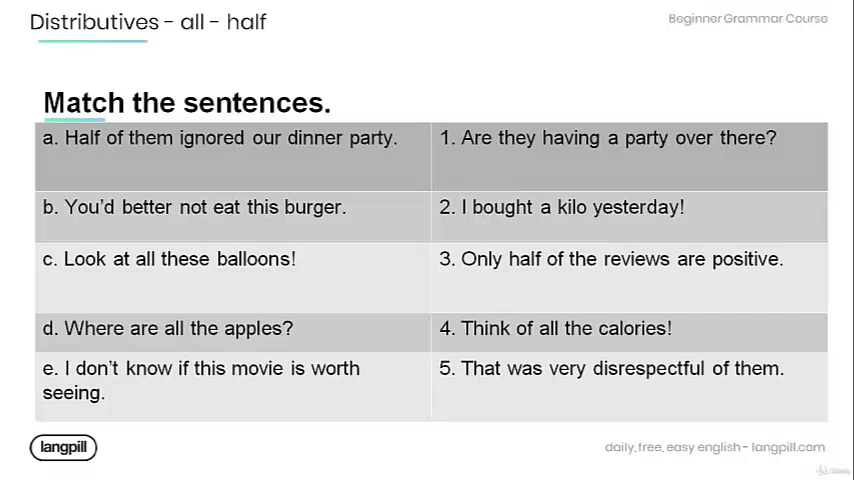 Distributives - all - half
Beginner Grammar Course
Match the sentences.
a. Half of them ignored our dinner party.
1. Are they having a party over there?
b. You'd better not eat this burger.
2. I bought a kilo yesterday!
c. Look at all these balloons!
3. Only half of the reviews are positive.
d. Where are all the apples?
4. Think of all the calories!
e. I don't know if this movie is worth
seeing.
5. That was very disrespectful of them.
langpill
daily, free, easy english - langpill.com
Udemy